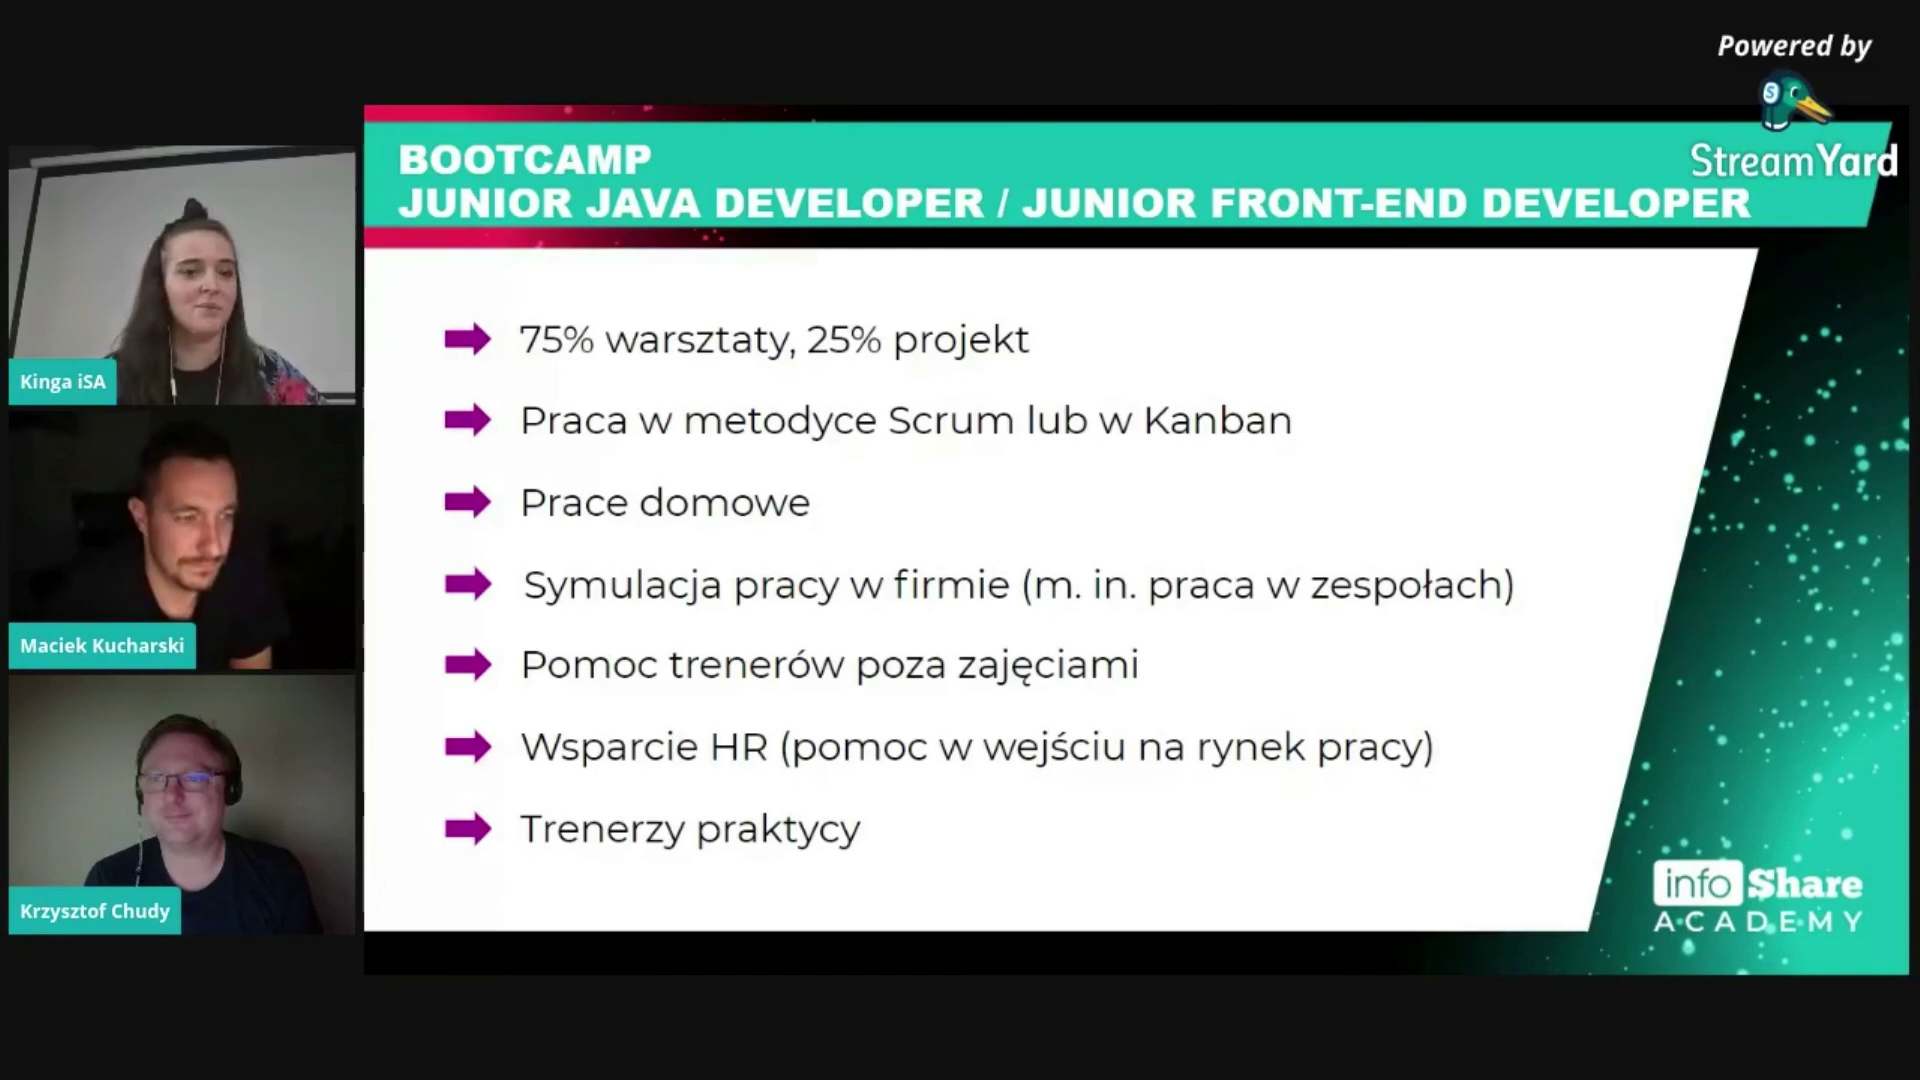 Powered by
StreamYard
BOOTCAMP
JUNIOR JAVA DEVELOPER / JUNIOR FRONT-END DEVELOPER
75% warsztaty, 25% projekt
Praca w metodyce Scrum lub w Kanban
Prace domowe
Symulacja pracy w firmie (m. in. praca w zespołach)
Pomoc trenerów poza zajęciami
Wsparcie HR (pomoc w wejściu na rynek pracy)
Trenerzy praktycy
info Share
ACADEMY
Kinga iSA
Maciek Kucharski
Krzysztof Chudy